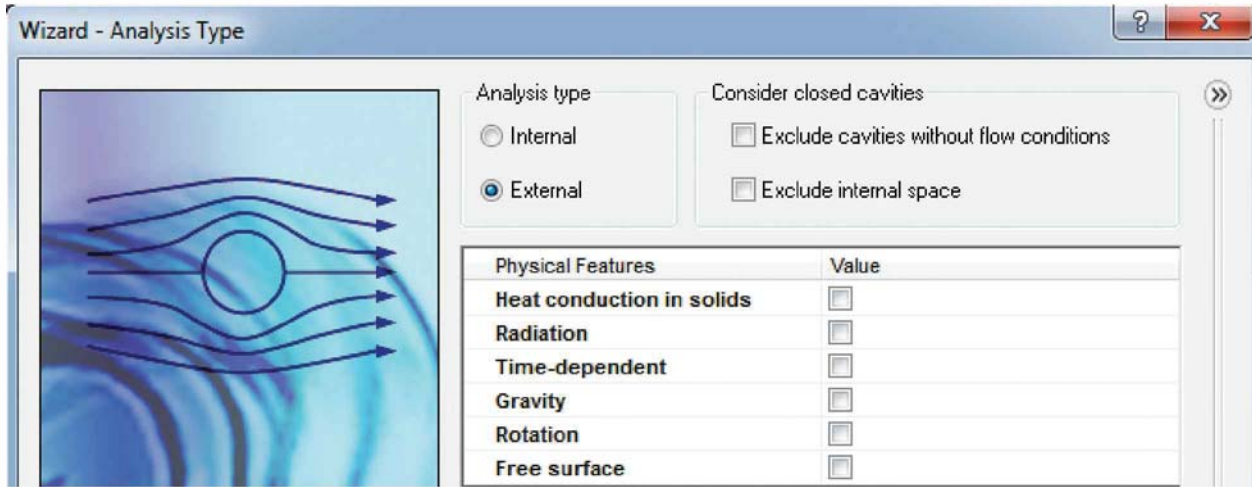 Wizard - Analysis Type
?
X
Analysis type
Internal
External
Consider closed cavities
Exclude cavities without flow conditions
Exclude internal space
Physical Features Value
Heat conduction in solids
Radiation
Time-dependent
Gravity
Rotation
Free surface